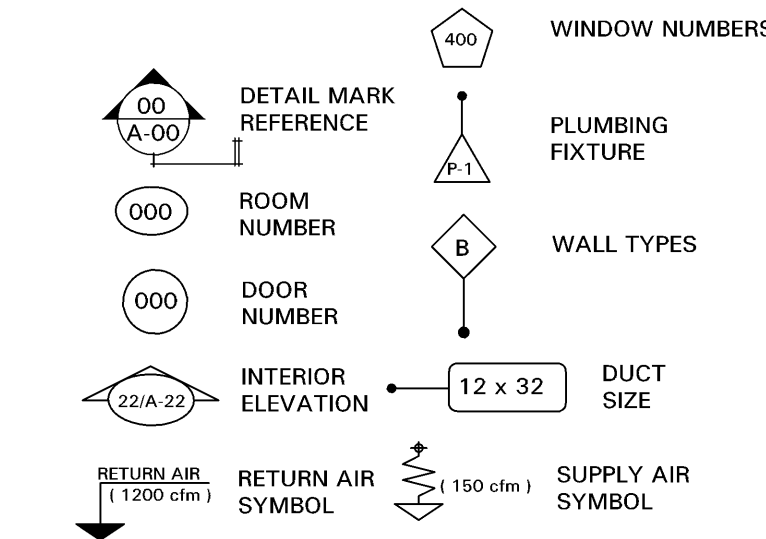 00
A-00
DETAIL MARK
REFERENCE
000
ROOM
NUMBER
000
DOOR
NUMBER
22/A-22
INTERIOR
ELEVATION
RETURN AIR
( 1200 cfm )
RETURN AIR
SYMBOL
400
WINDOW NUMBERS
P-1
PLUMBING
FIXTURE
B
WALL TYPES
12 x 32
DUCT
SIZE
( 150 cfm )
SUPPLY AIR
SYMBOL